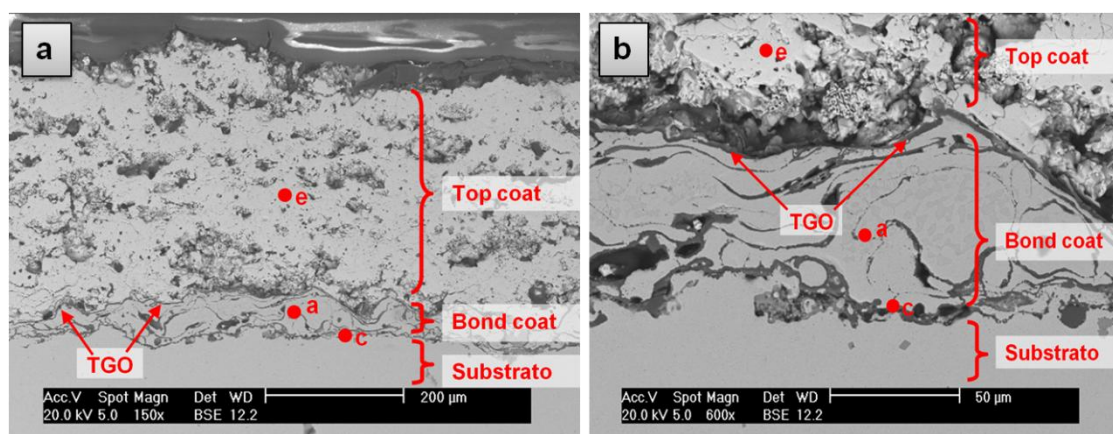 a
e
Top coat
a
c
Bond coat
TGO
Substrato
Acc.V Spot Magn Det WD 200 µm
20.0 kV 5.0 150x BSE 12.2
b
e
Top coat
TGO
a
Bond coat
c
Substrato
Acc.V Spot Magn Det WD 50 µm
20.0 kV 5.0 600x BSE 12.2